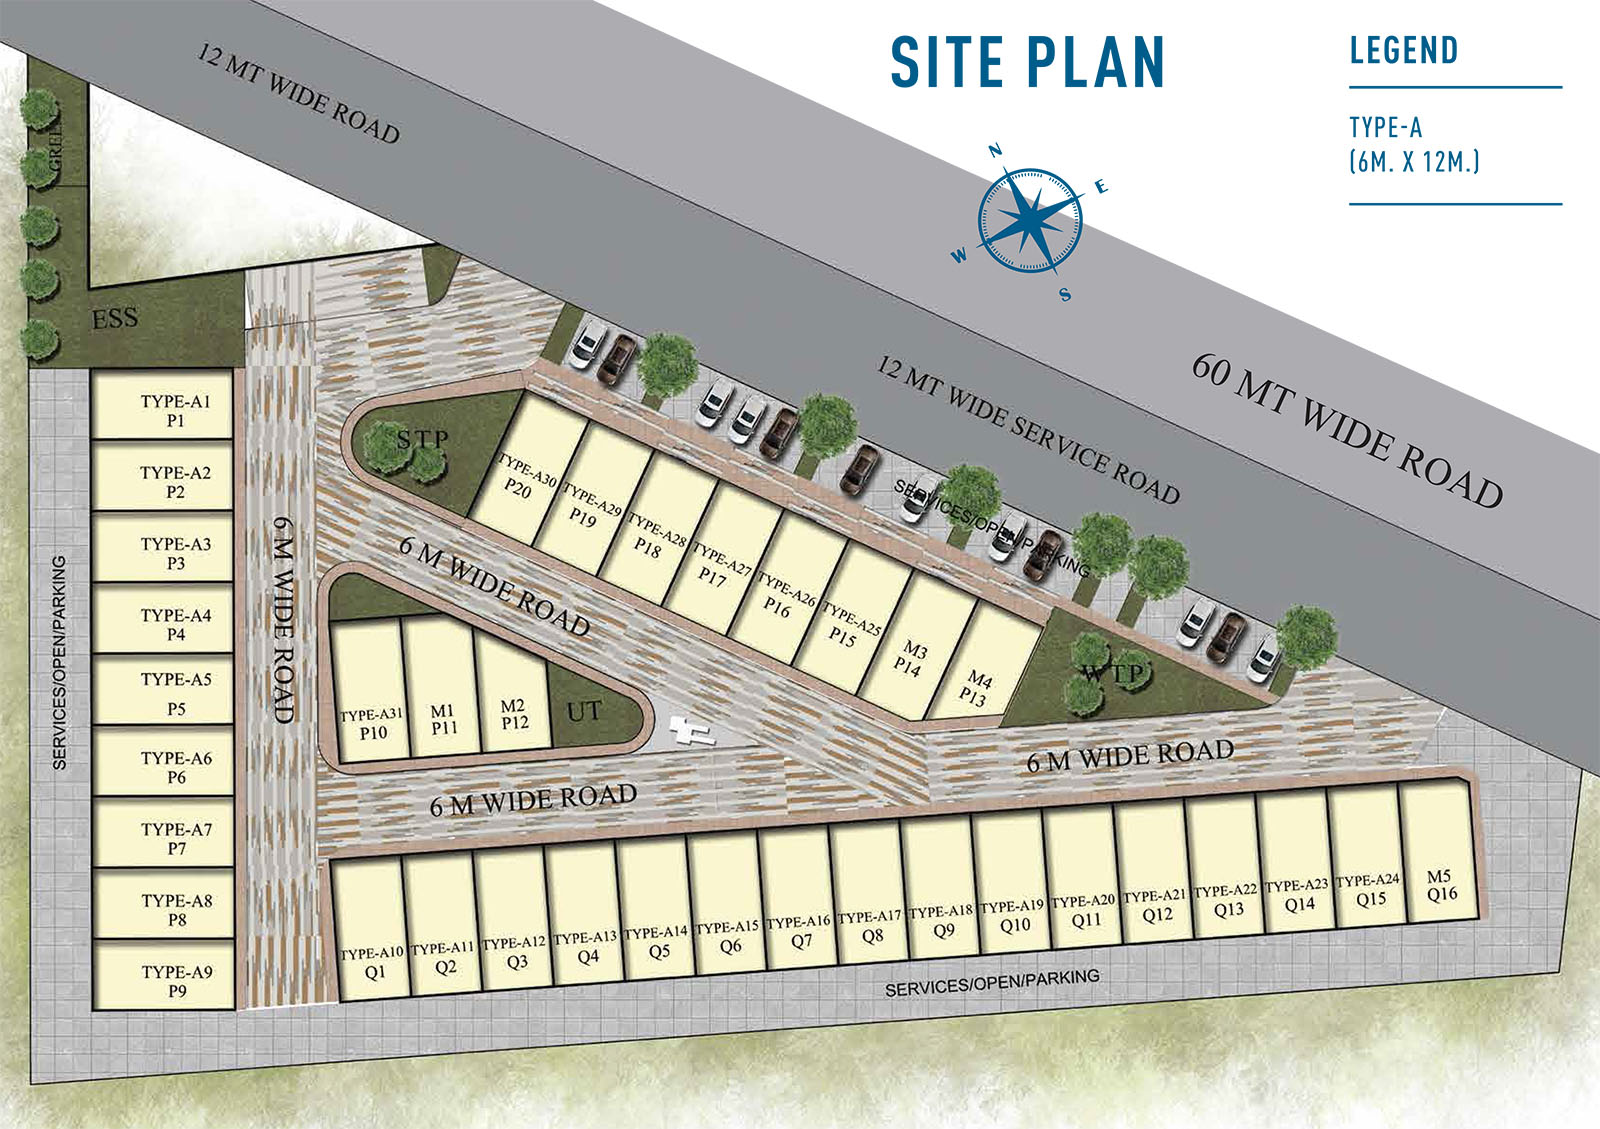 SITE PLAN
LEGEND
TYPE-A
(6M. X 12M.)
N
E
W
S
12 MT WIDE ROAD
60 MT WIDE ROAD
12 MT WIDE SERVICE ROAD
SERVICES/OPEN/PARKING
ESS
STP
WTP
UT
TYPE-A1
P1
TYPE-A2
P2
TYPE-A3
P3
TYPE-A4
P4
TYPE-A5
P5
TYPE-A6
P6
TYPE-A7
P7
TYPE-A8
P8
TYPE-A9
P9
SERVICES/OPEN/PARKING
6 M WIDE ROAD
6 M WIDE ROAD
6 M WIDE ROAD
6 M WIDE ROAD
TYPE-A30
P20
TYPE-A29
P19
TYPE-A28
P18
TYPE-A27
P17
TYPE-A26
P16
TYPE-A25
P15
M3
P14
M4
P13
TYPE-A31
P10
M1
P11
M2
P12
TYPE-A10
Q1
TYPE-A11
Q2
TYPE-A12
Q3
TYPE-A13
Q4
TYPE-A14
Q5
TYPE-A15
Q6
TYPE-A16
Q7
TYPE-A17
Q8
TYPE-A18
Q9
TYPE-A19
Q10
TYPE-A20
Q11
TYPE-A21
Q12
TYPE-A22
Q13
TYPE-A23
Q14
TYPE-A24
Q15
M5
Q16
SERVICES/OPEN/PARKING